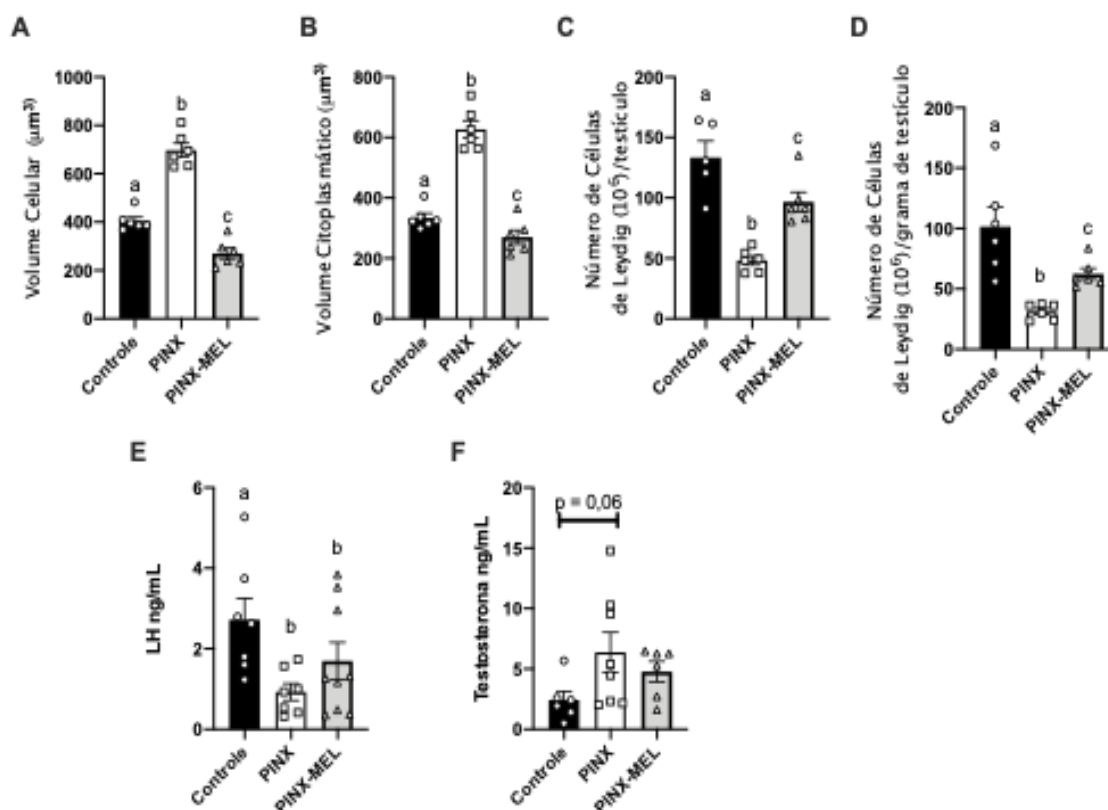 A
Volume Celular (μm³)
1000
800
600
400
200
0
a
b
c
Controle
PINX
PINX-MEL
B
Volume Citoplasmático (μm³)
800
600
400
200
0
a
b
c
Controle
PINX
PINX-MEL
C
Número de Células
de Leydig (10⁶)/testículo
200
150
100
50
0
a
b
c
Controle
PINX
PINX-MEL
D
Número de Células
de Leydig (10⁶)/grama de testículo
200
150
100
50
0
a
b
c
Controle
PINX
PINX-MEL
E
LH ng/mL
6
4
2
0
a
b
b
Controle
PINX
PINX-MEL
F
Testosterona ng/mL
20
15
10
5
0
p = 0,06
Controle
PINX
PINX-MEL